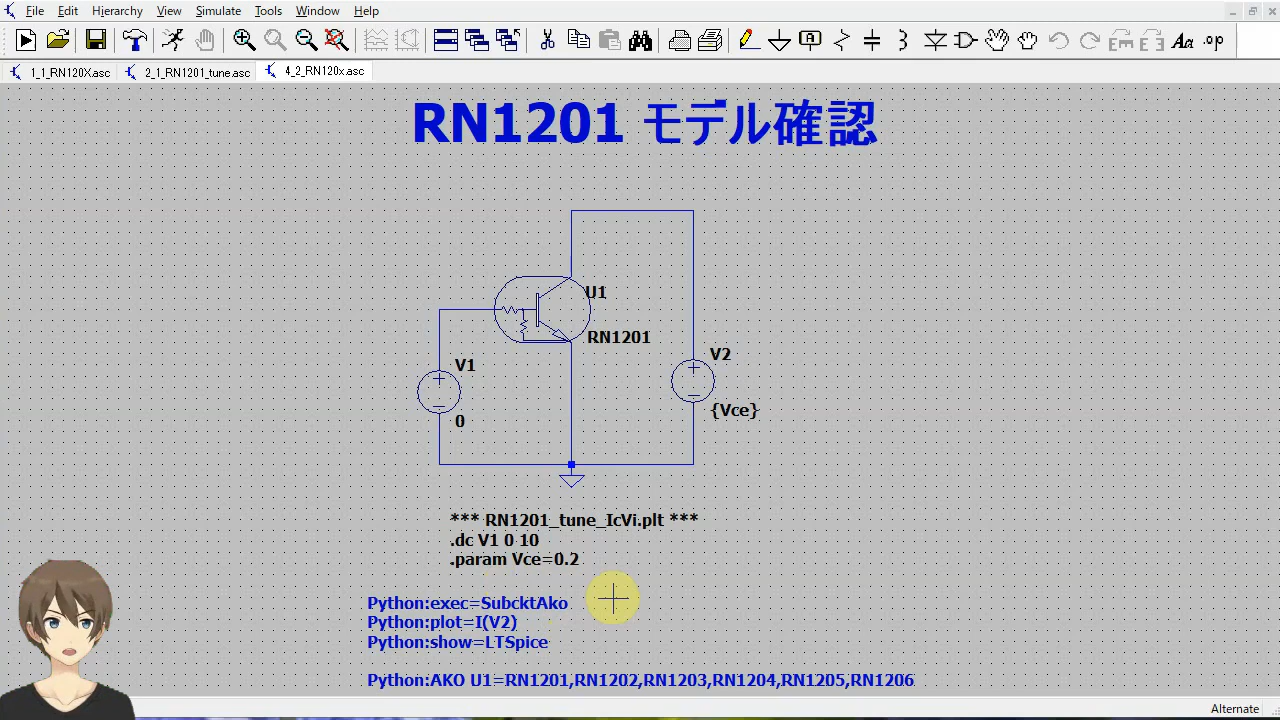 File Edit Hierarchy View Simulate Tools Window Help
.op
1_1_RN120X.asc 2_1_RN1201_tune.asc 4_2_RN120x.asc
RN1201 モデル確認
U1
RN1201
V1
0
V2
{Vce}
*** RN1201_tune_IcVi.plt ***
.dc V1 0 10
.param Vce=0.2
Python:exec=SubcktAko
Python:plot=I(V2)
Python:show=LTSpice
Python:AKO U1=RN1201,RN1202,RN1203,RN1204,RN1205,RN1206
Alternate